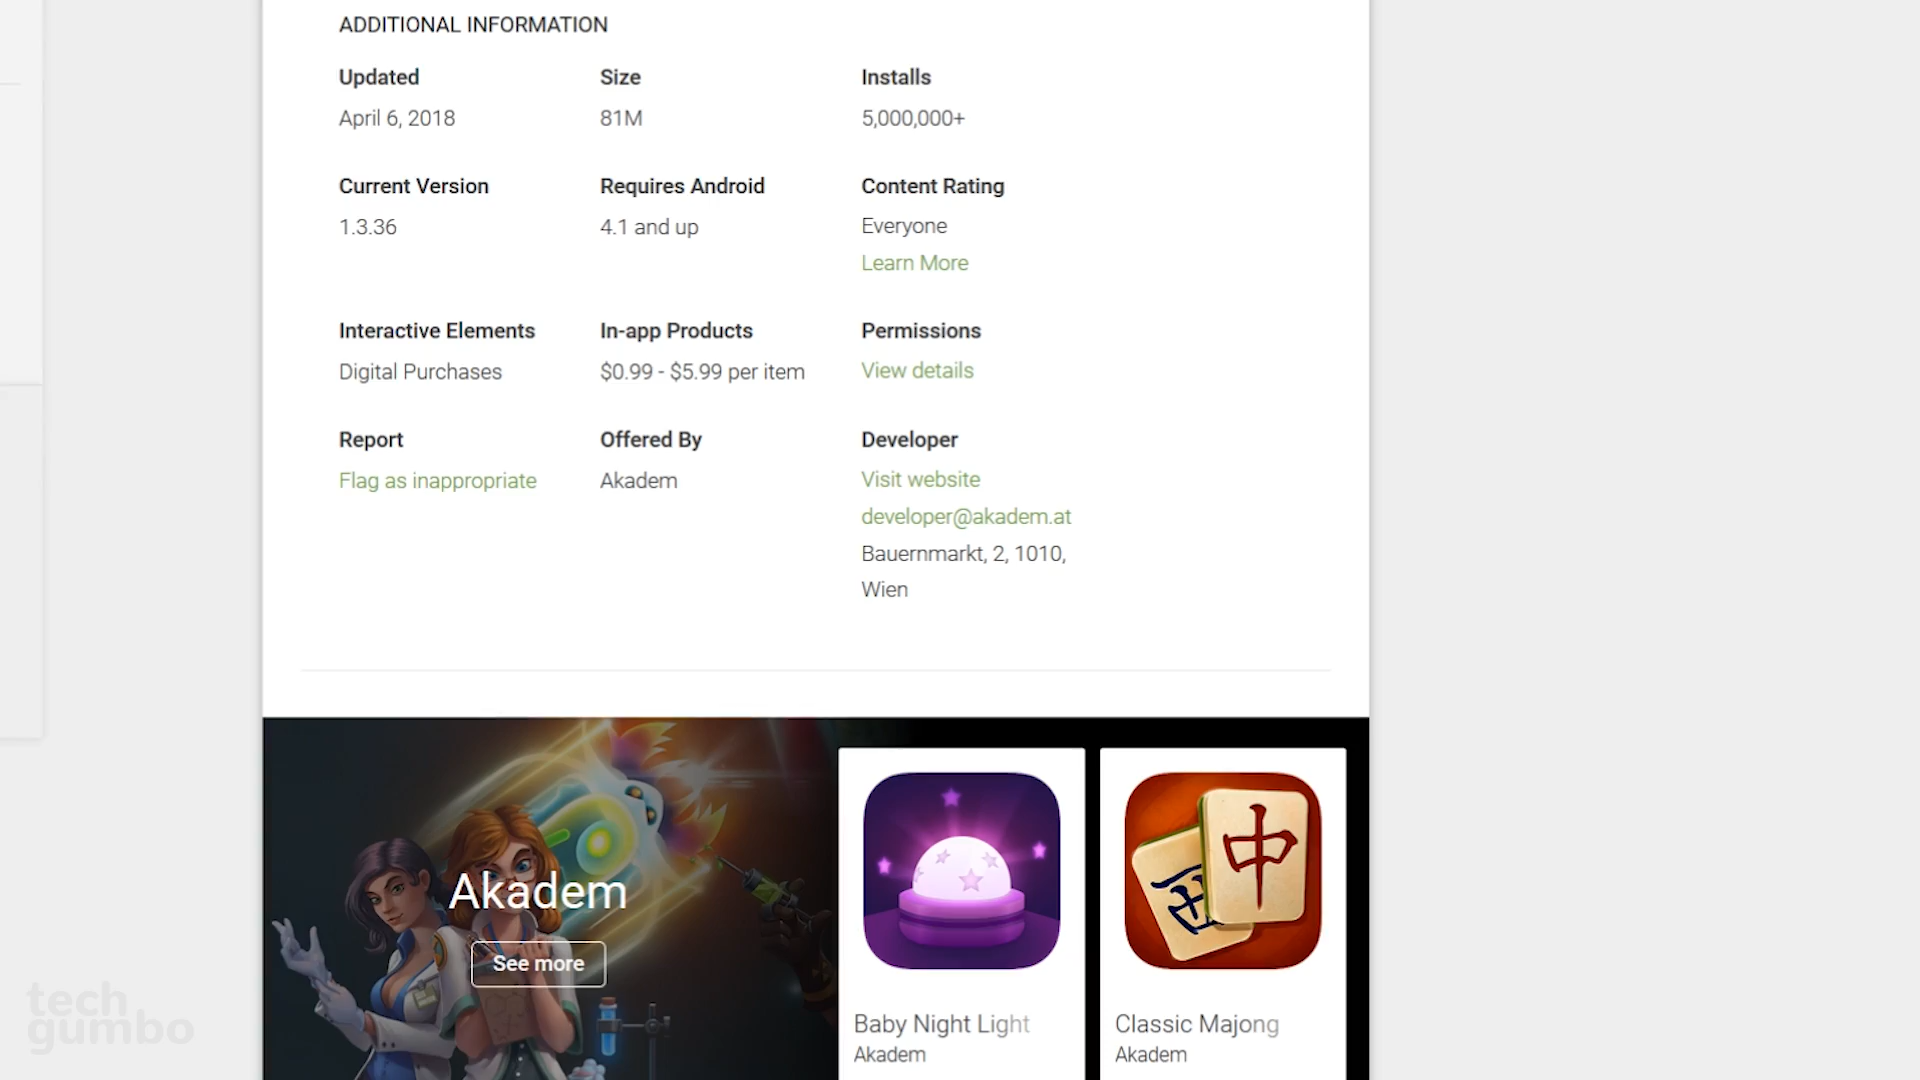 ADDITIONAL INFORMATION
Updated
April 6, 2018
Size
81M
Installs
5,000,000+
Current Version
1.3.36
Requires Android
4.1 and up
Content Rating
Everyone
Learn More
Interactive Elements
Digital Purchases
In-app Products
$0.99 - $5.99 per item
Permissions
View details
Report
Flag as inappropriate
Offered By
Akadem
Developer
Visit website
developer@akadem.at
Bauernmarkt, 2, 1010,
Wien
Akadem
See more
西
中
Baby Night Light
Akadem
Classic Majong
Akadem
tech
gumbo